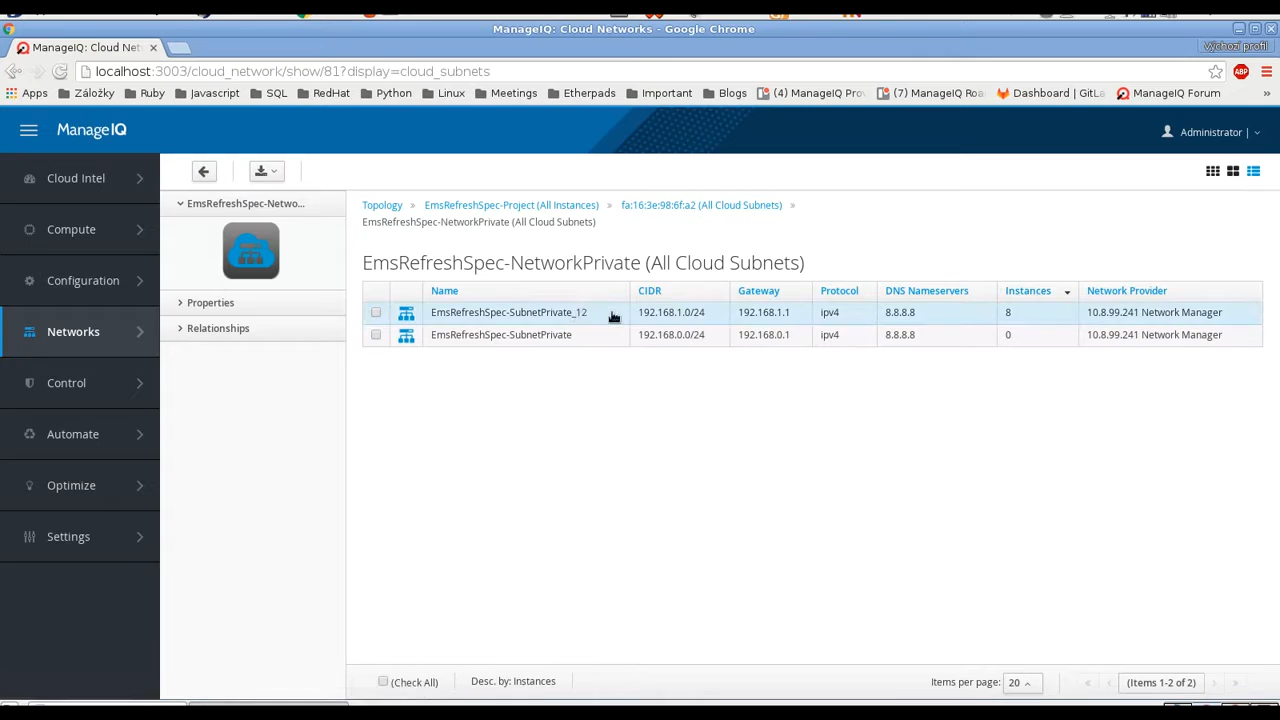 ManageIQ: Cloud Networks - Google Chrome
ManageIQ: Cloud Net
Výchozí profil
localhost:3003/cloud_network/show/81?display=cloud_subnets
Apps Záložky Ruby Javascript SQL RedHat Python Linux Meetings Etherpads Important Blogs (4) ManageIQ Pro (7) ManageIQ Roa Dashboard | GitLa ManageIQ Forum »
ManageIQ
Administrator |
Cloud Intel
Compute
Configuration
Networks
Control
Automate
Optimize
Settings
EmsRefreshSpec-Netwo...
Properties
Relationships
Topology » EmsRefreshSpec-Project (All Instances) » fa:16:3e:98:6f:a2 (All Cloud Subnets) »
EmsRefreshSpec-NetworkPrivate (All Cloud Subnets)
EmsRefreshSpec-NetworkPrivate (All Cloud Subnets)
Name CIDR Gateway Protocol DNS Nameservers Instances Network Provider
EmsRefreshSpec-SubnetPrivate_12 192.168.1.0/24 192.168.1.1 ipv4 8.8.8.8 8 10.8.99.241 Network Manager
EmsRefreshSpec-SubnetPrivate 192.168.0.0/24 192.168.0.1 ipv4 8.8.8.8 0 10.8.99.241 Network Manager
(Check All) Desc. by: Instances Items per page: 20 (Items 1-2 of 2)